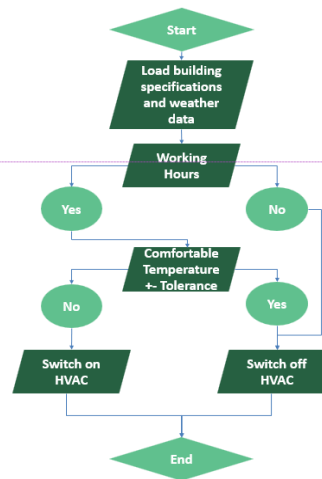 Start
Load building
specifications
and weather
data
Working
Hours
Yes
No
Comfortable
Temperature
+- Tolerance
No
Yes
Switch on
HVAC
Switch off
HVAC
End